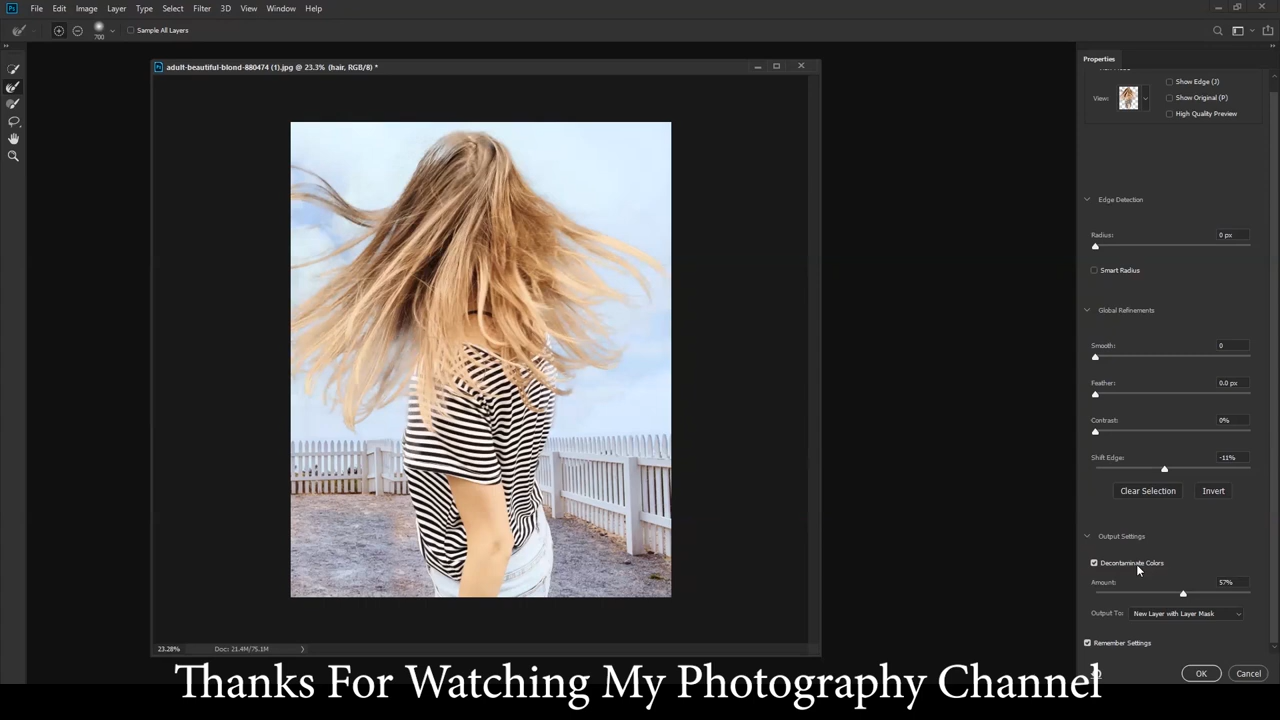 Ps File Edit Image Layer Type Select Filter 3D View Window Help
700 Sample All Layers
adult-beautiful-blond-880474 (1).jpg @ 23.3% (hair, RGB/8) *
Properties
Show Edge (J)
View: Show Original (P)
High Quality Preview
Edge Detection
Radius: 0 px
Smart Radius
Global Refinements
Smooth: 0
Feather: 0.0 px
Contrast: 0%
Shift Edge: -11%
Clear Selection Invert
Output Settings
Decontaminate Colors
Amount: 57%
Output To: New Layer with Layer Mask
Remember Settings
23.28% Doc: 21.4M/75.1M
OK Cancel
Thanks For Watching My Photography Channel